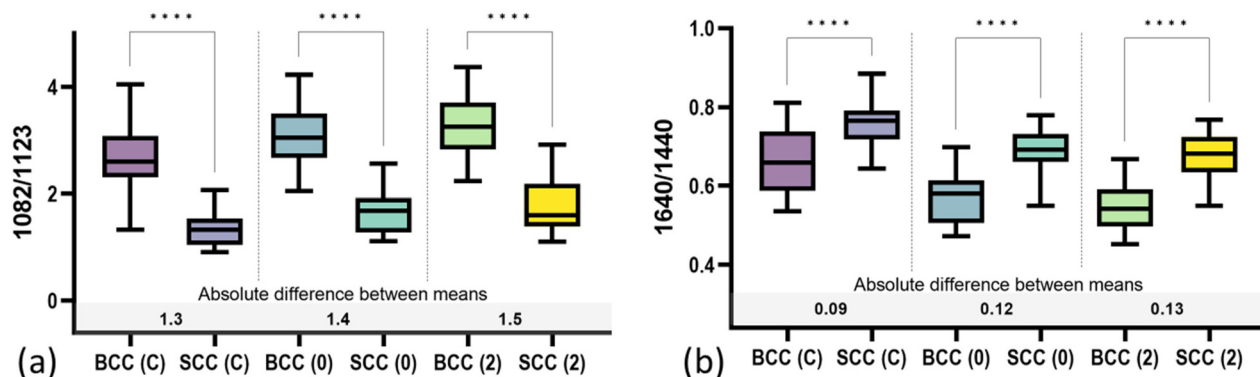 **** **** ****
4
2
0
1082/1123
Absolute difference between means
1.3 1.4 1.5
BCC (C) SCC (C) BCC (0) SCC (0) BCC (2) SCC (2)
(a)
**** **** ****
1.0
0.8
0.6
0.4
1640/1440
Absolute difference between means
0.09 0.12 0.13
BCC (C) SCC (C) BCC (0) SCC (0) BCC (2) SCC (2)
(b)